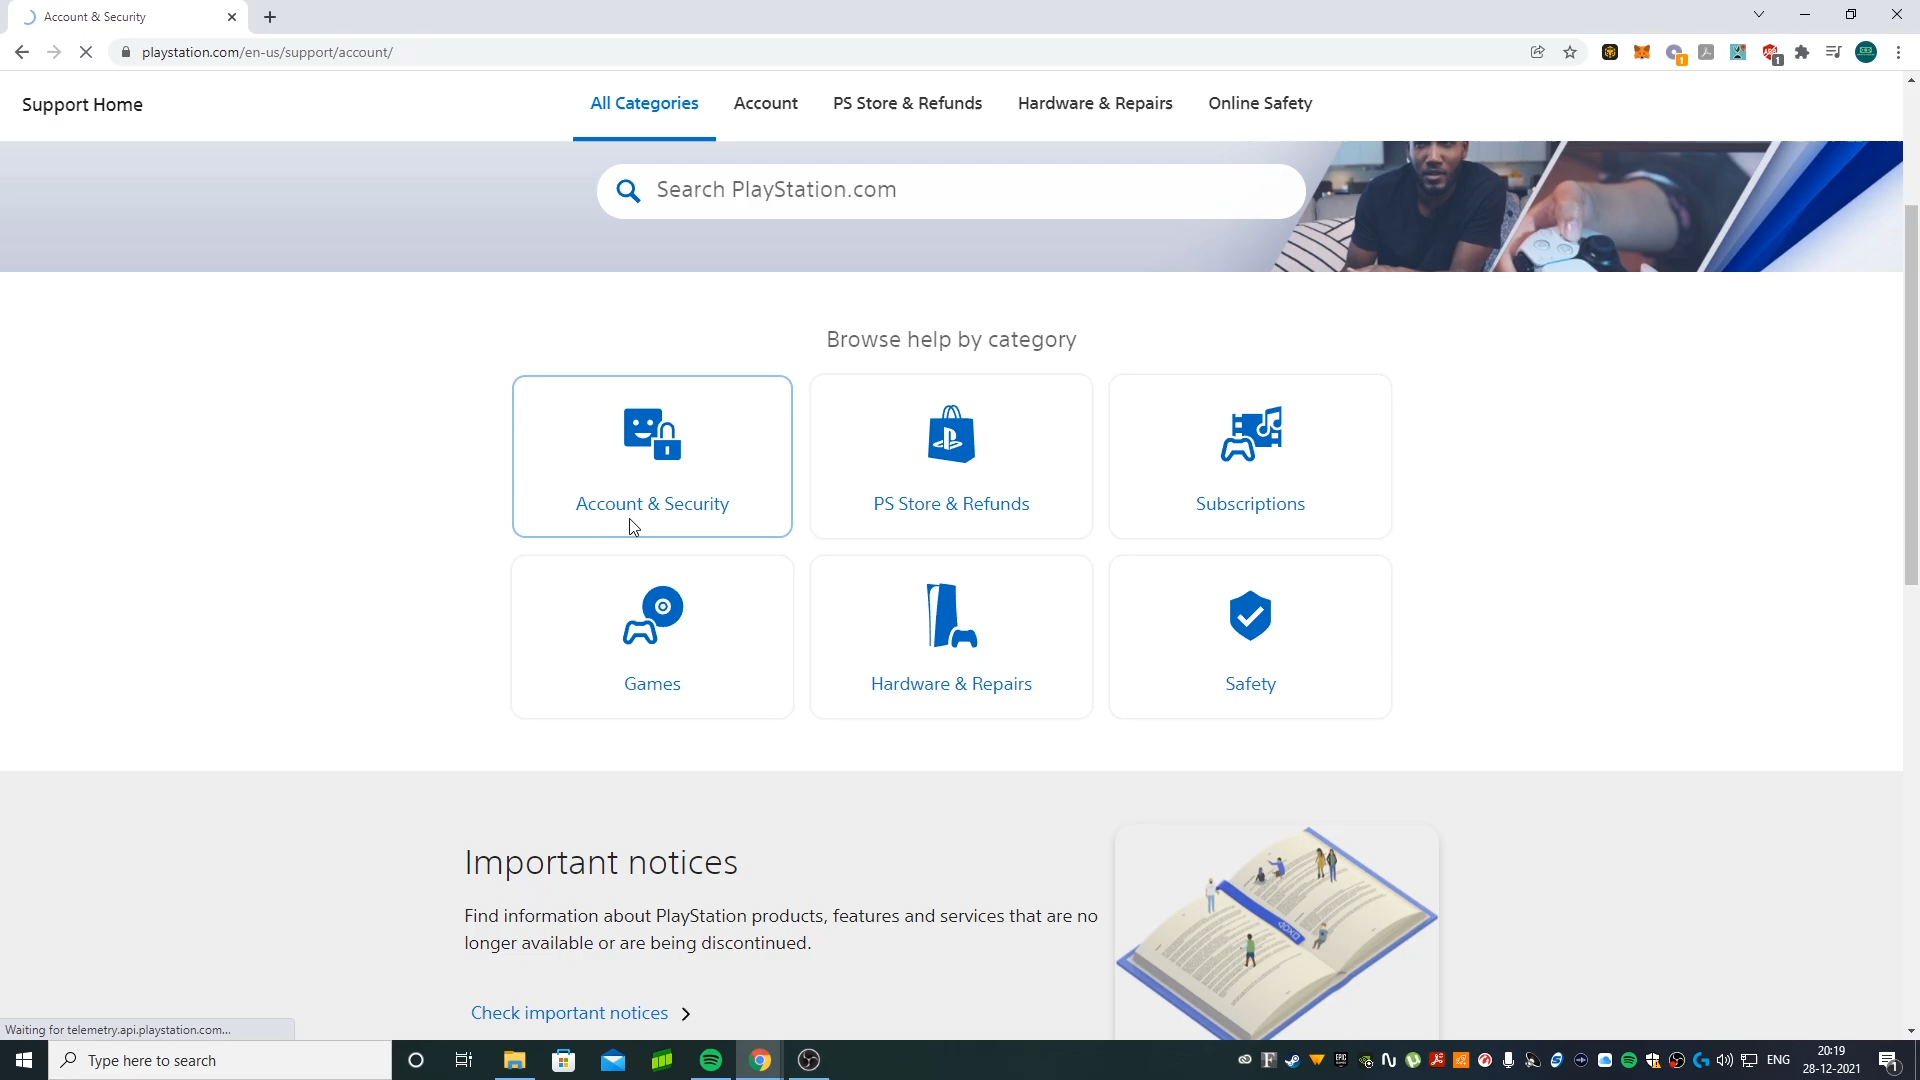 Account & Security
playstation.com/en-us/support/account/
1
1
Support Home
All Categories
Account
PS Store & Refunds
Hardware & Repairs
Online Safety
Search PlayStation.com
Browse help by category
Account & Security
PS Store & Refunds
Subscriptions
Games
Hardware & Repairs
Safety
Important notices
Find information about PlayStation products, features and services that are no
longer available or are being discontinued.
Check important notices
Waiting for telemetry.api.playstation.com...
Type here to search
ENG
20:19
28-12-2021
1